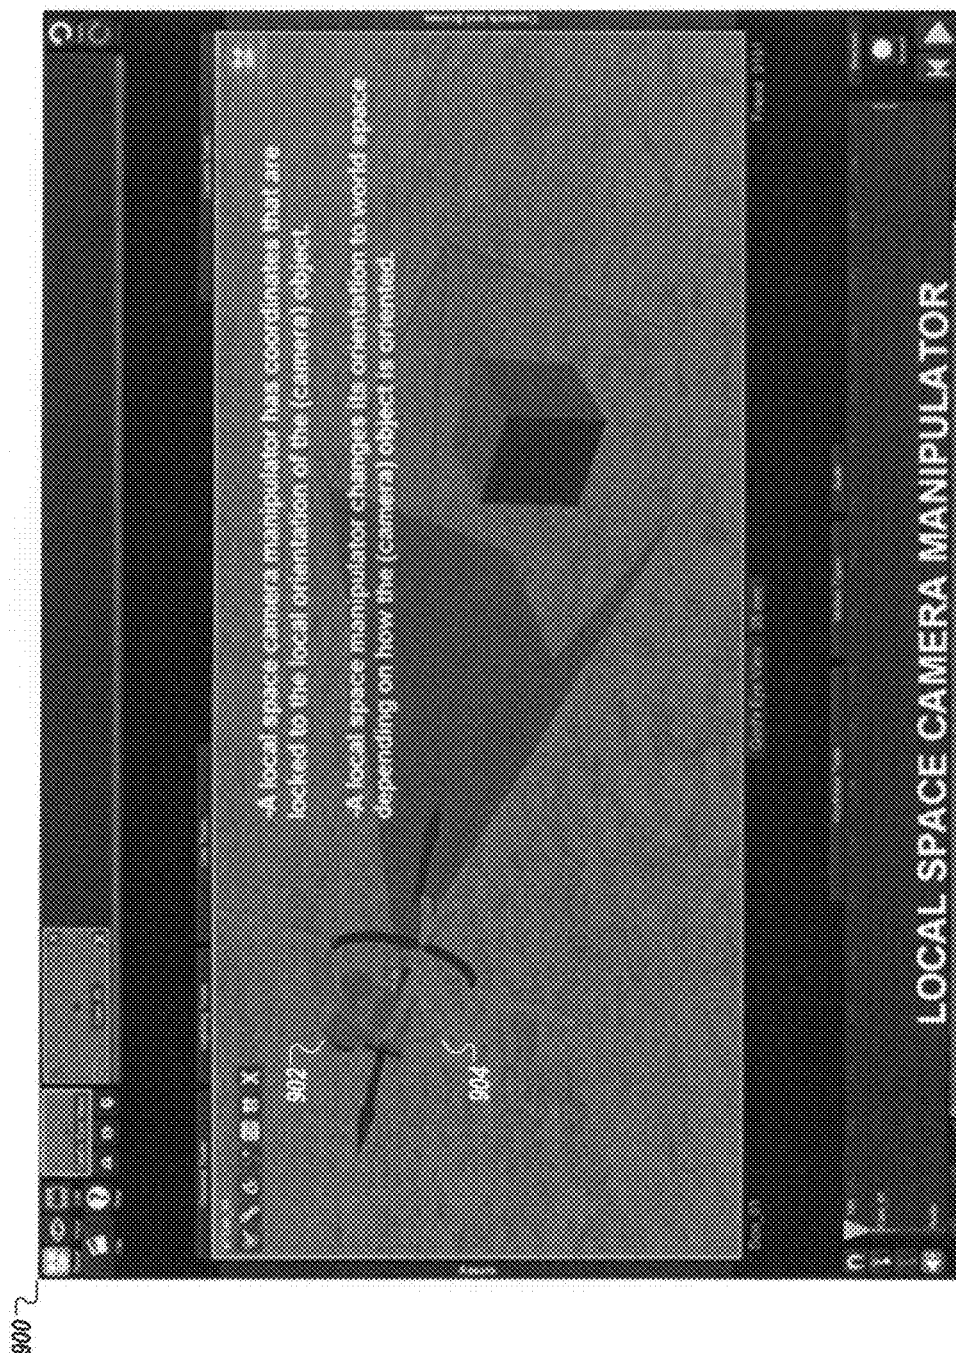 -A local space camera manipulator has coordinates that are
locked to the local orientation of the (camera) object.
-A local space manipulator changes its orientation to world space
depending on how the (camera) object is oriented.
902
904
LOCAL SPACE CAMERA MANIPULATOR
900